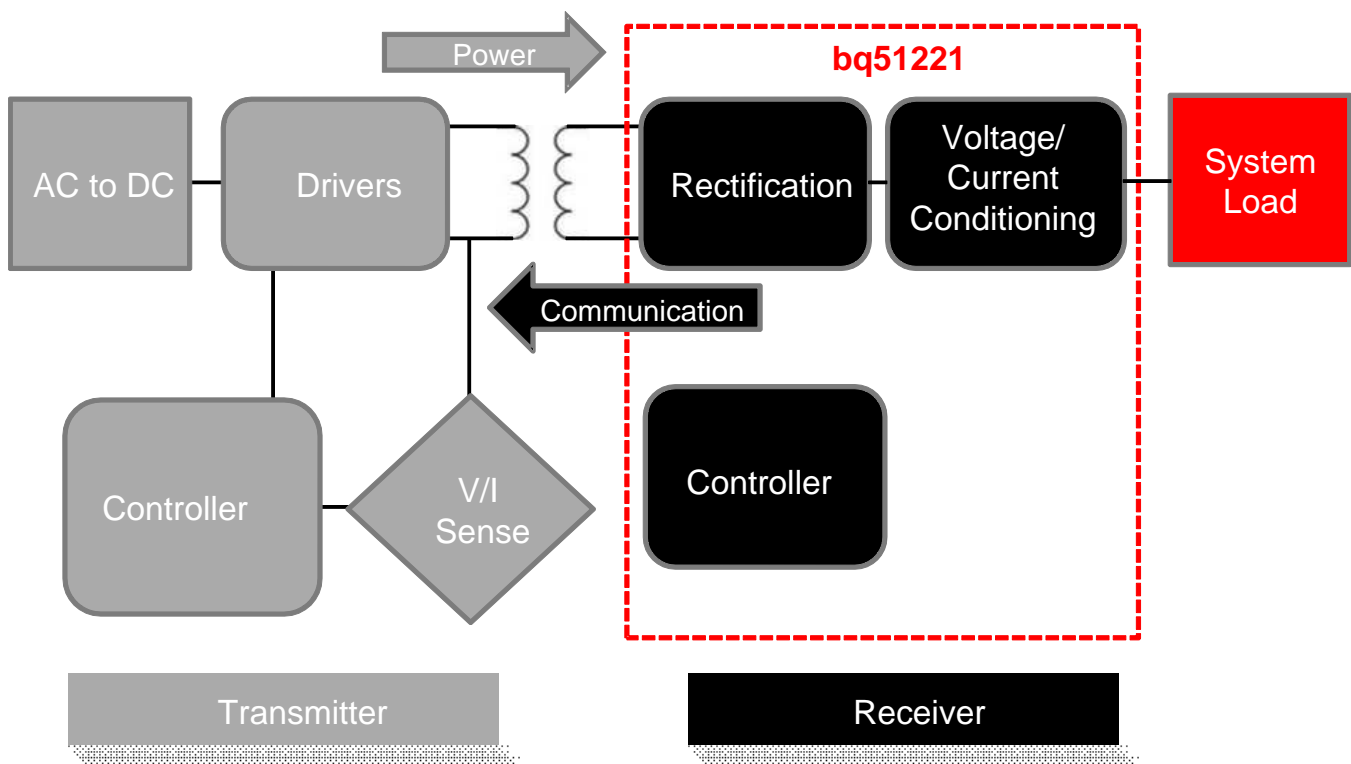 Power
bq51221
AC to DC
Drivers
Rectification
Voltage/
Current
Conditioning
System
Load
Communication
Controller
V/I
Sense
Controller
Transmitter
Receiver